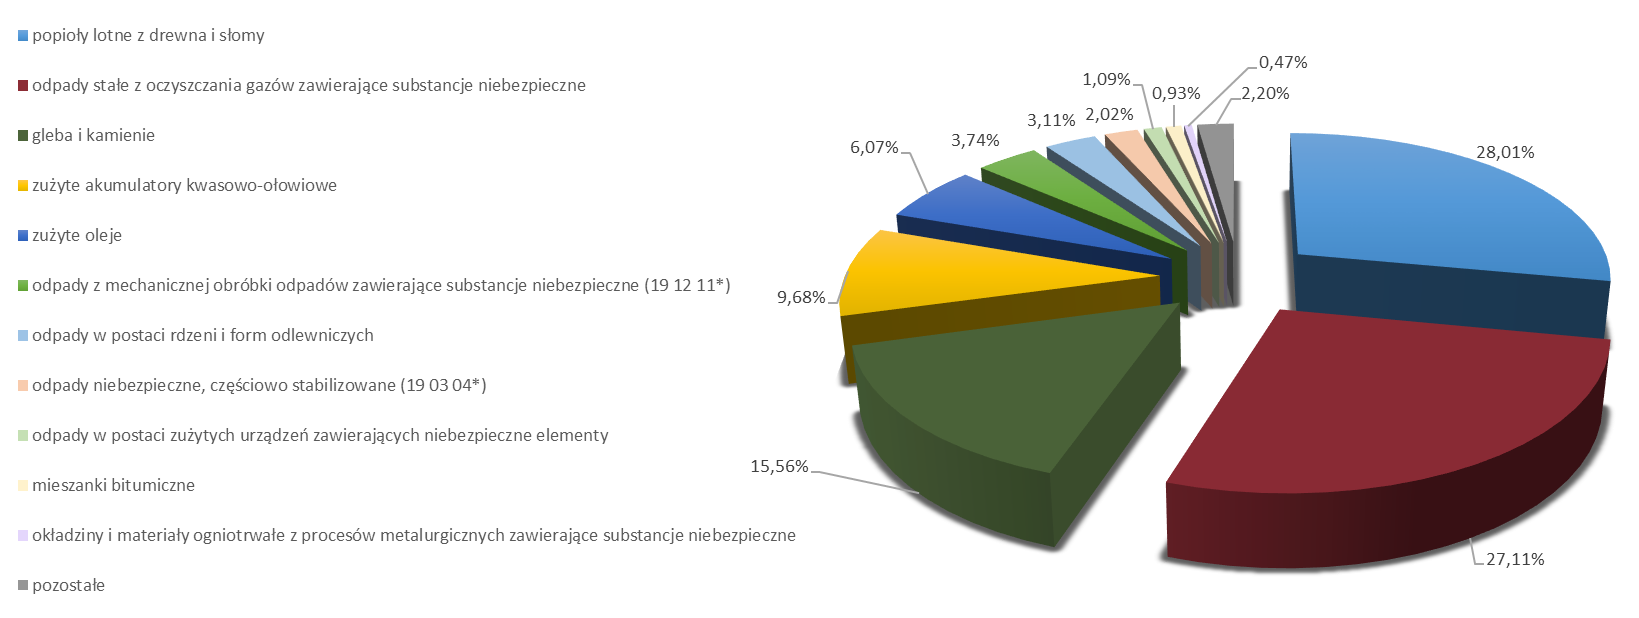 popioły lotne z drewna i słomy
odpady stałe z oczyszczania gazów zawierające substancje niebezpieczne
gleba i kamienie
zużyte akumulatory kwasowo-ołowiowe
zużyte oleje
odpady z mechanicznej obróbki odpadów zawierające substancje niebezpieczne (19 12 11*)
odpady w postaci rdzeni i form odlewniczych
odpady niebezpieczne, częściowo stabilizowane (19 03 04*)
odpady w postaci zużytych urządzeń zawierających niebezpieczne elementy
mieszanki bitumiczne
okładziny i materiały ogniotrwałe z procesów metalurgicznych zawierające substancje niebezpieczne
pozostałe
28,01%
27,11%
15,56%
9,68%
6,07%
3,74%
3,11%
2,02%
1,09%
0,93%
0,47%
2,20%